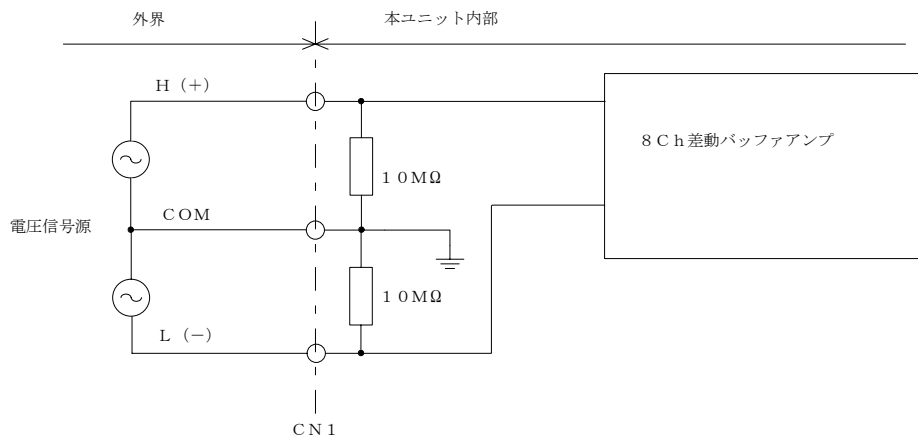 外界
本ユニット内部
H（+）
8Ch差動バッファアンプ
10MΩ
COM
電圧信号源
10MΩ
L（−）
CN1